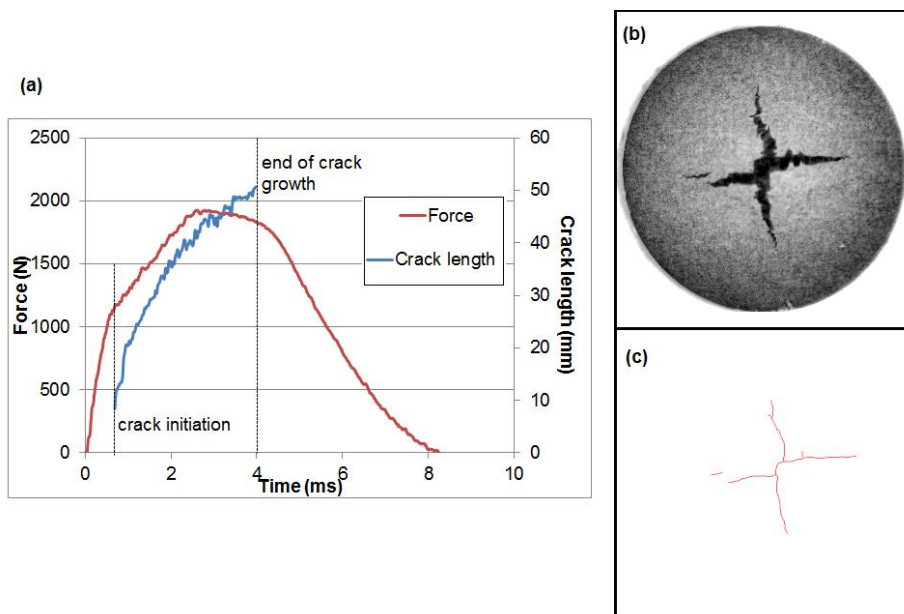 (a)
2500
2000
1500
1000
500
0
Force (N)
0
2
4
6
8
10
Time (ms)
60
50
40
30
20
10
0
Crack length (mm)
end of crack
growth
Force
Crack length
crack initiation
(b)
(c)